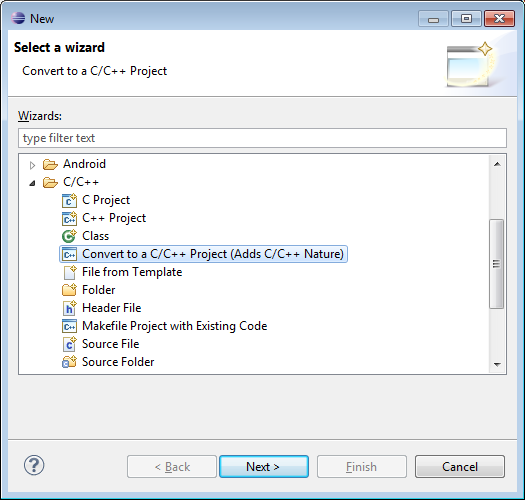 New
Select a wizard
Convert to a C/C++ Project
Wizards:
type filter text
Android
C/C++
C Project
C++ Project
Class
Convert to a C/C++ Project (Adds C/C++ Nature)
File from Template
Folder
Header File
Makefile Project with Existing Code
Source File
Source Folder
< Back Next > Finish Cancel